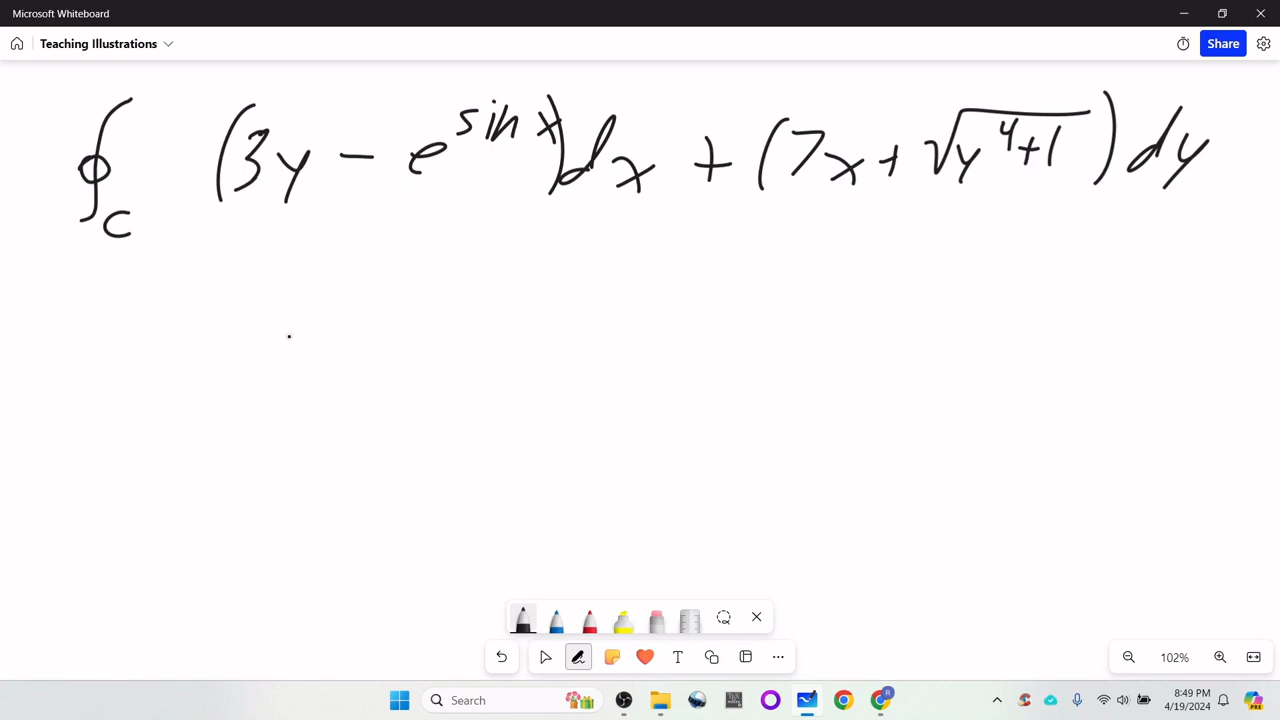 Microsoft Whiteboard
Teaching Illustrations
Share
∮_C (3y − e^{sin x})dx + (7x + √(y^4+1))dy
102%
Search
8:49 PM
4/19/2024